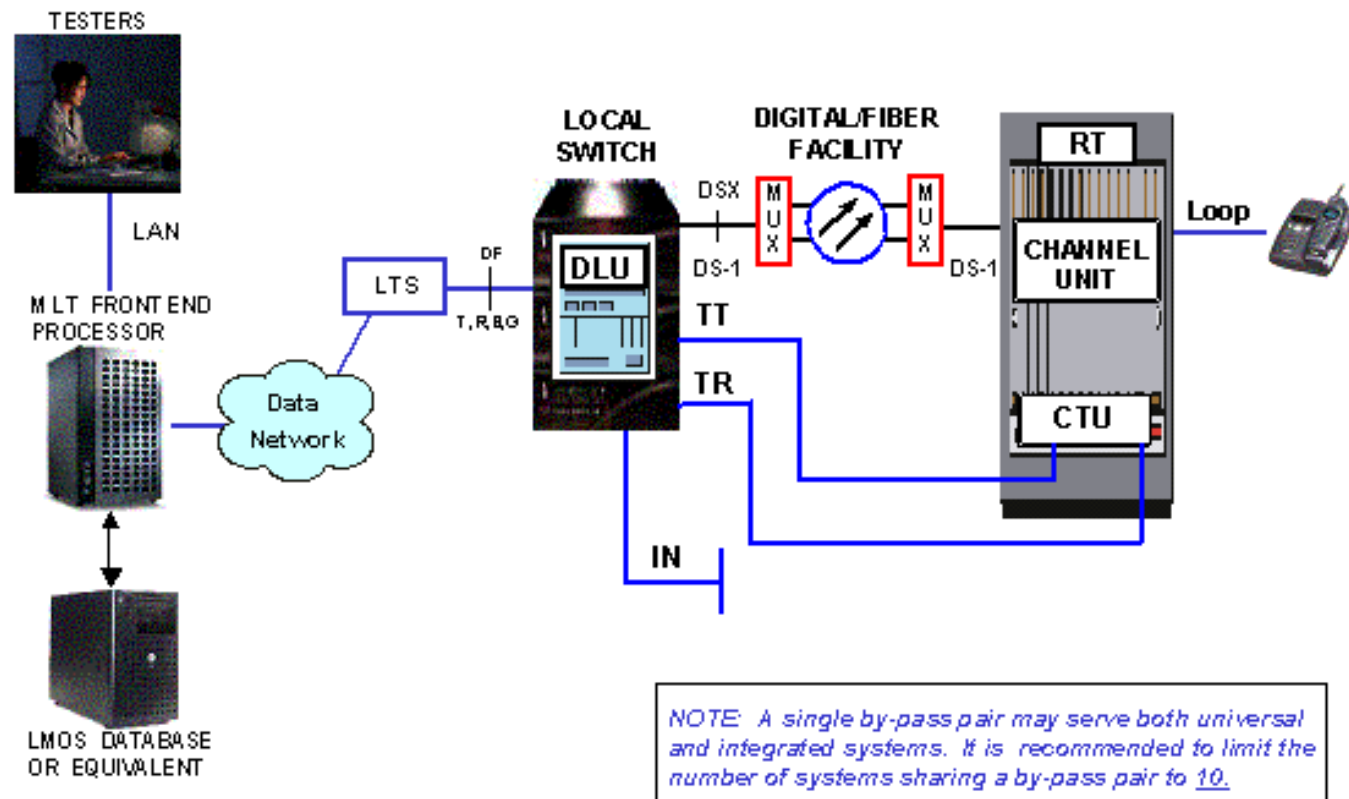 TESTERS
LAN
MLT FRONT END
PROCESSOR
Data
Network
LMOS DATABASE
OR EQUIVALENT
LTS
DF
T, R, B, G
LOCAL
SWITCH
DLU
DSX
DS-1
DIGITAL/FIBER
FACILITY
MUX
MUX
DS-1
RT
CHANNEL
UNIT
CTU
Loop
TT
TR
IN
NOTE: A single by-pass pair may serve both universal
and integrated systems. It is recommended to limit the
number of systems sharing a by-pass pair to 10.